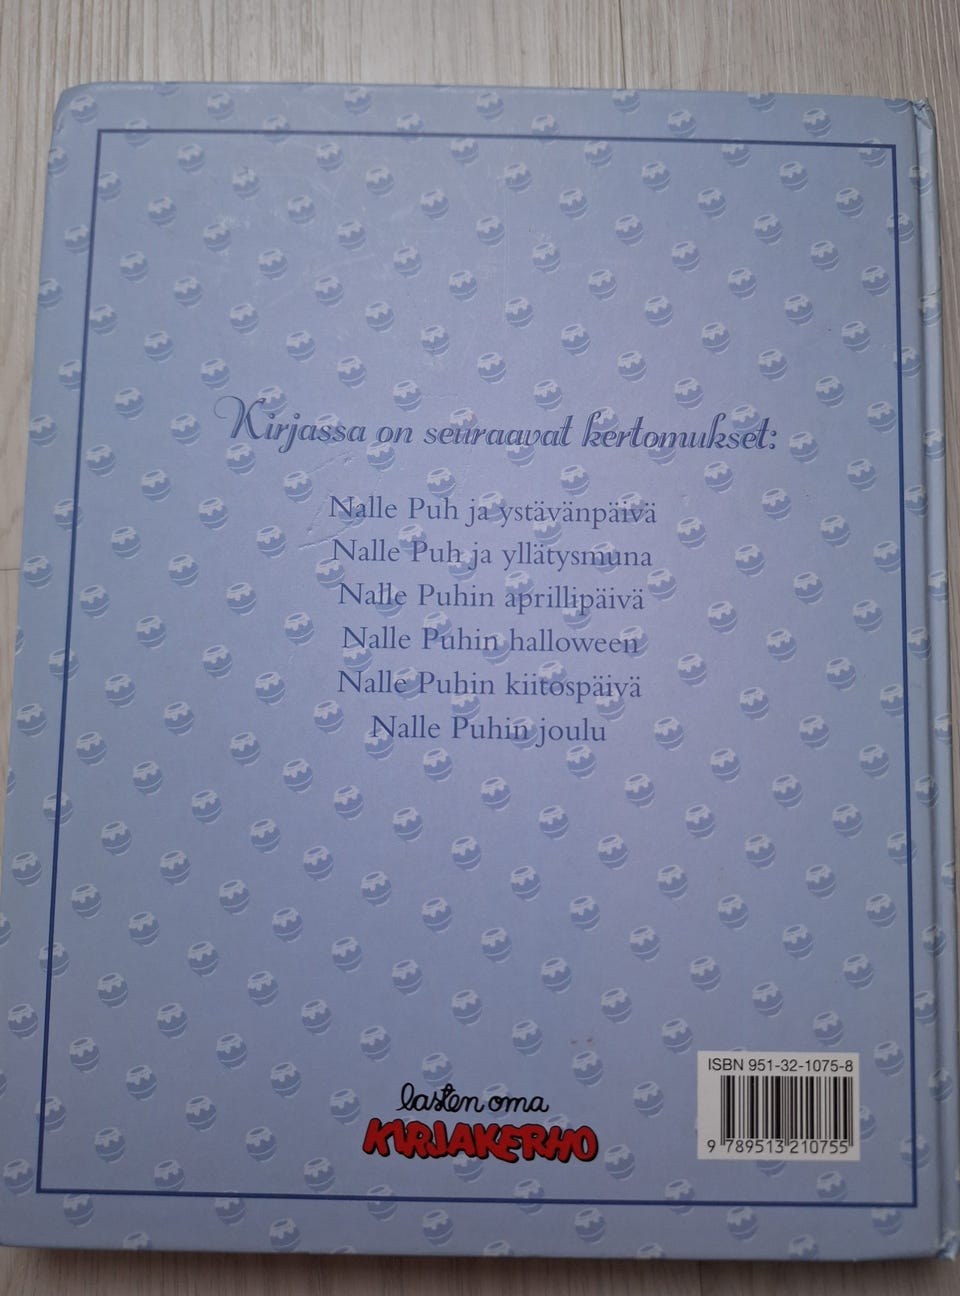 Kirjassa on seuraavat kertomukset:
Nalle Puh ja ystävänpäivä
Nalle Puh ja yllätysmuna
Nalle Puhin aprillipäivä
Nalle Puhin halloween
Nalle Puhin kiitospäivä
Nalle Puhin joulu
lasten oma
KIRJAKERHO
ISBN 951-32-1075-8
9 789513 210755